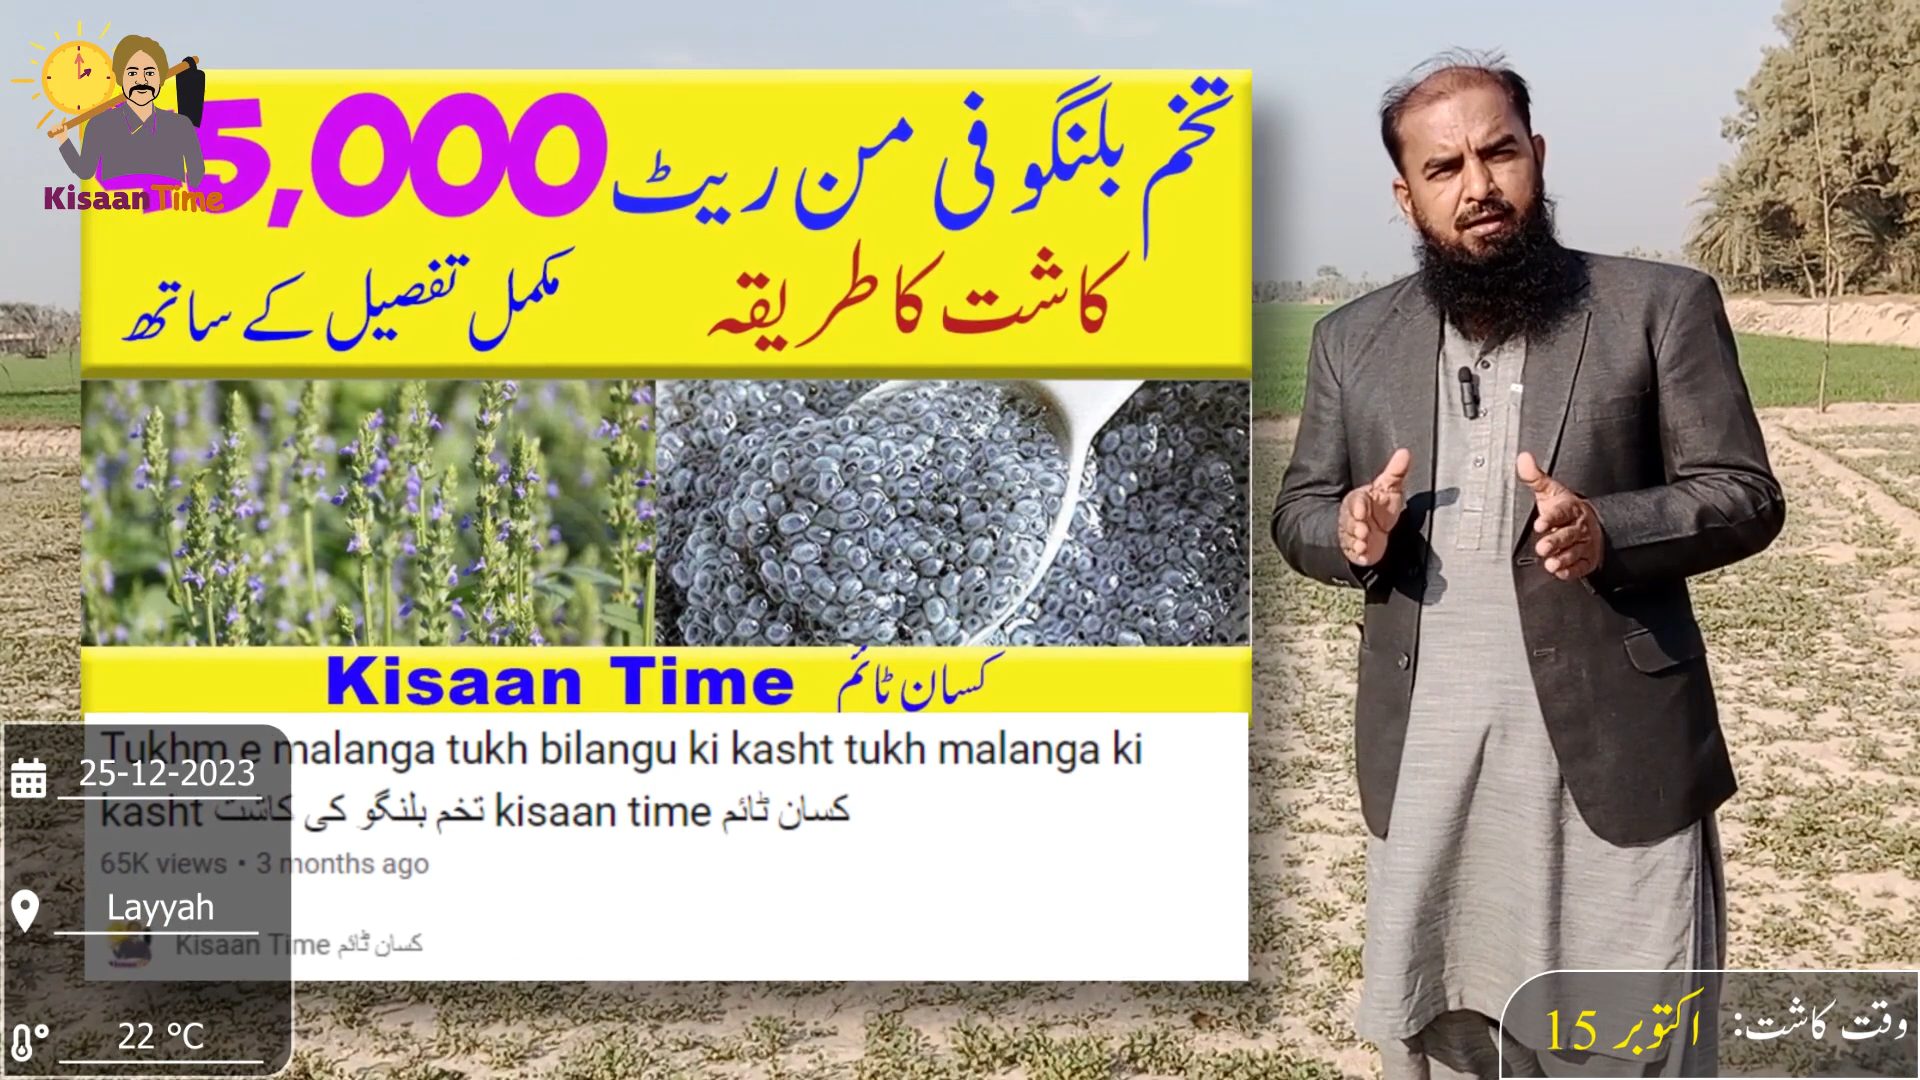 تخم بلنگو فی من ریٹ 5,000
کاشت کا طریقہ مکمل تفصیل کے ساتھ
Kisaan Time
Kisaan Time کسان ٹائم
Tukhm e malanga tukh bilangu ki kasht tukh malanga ki
kasht تخم بلنگو کی کاشت kisaan time کسان ٹائم
65K views • 3 months ago
Kisaan Time کسان ٹائم
25-12-2023
Layyah
22 °C
وقت کاشت: 15 اکتوبر